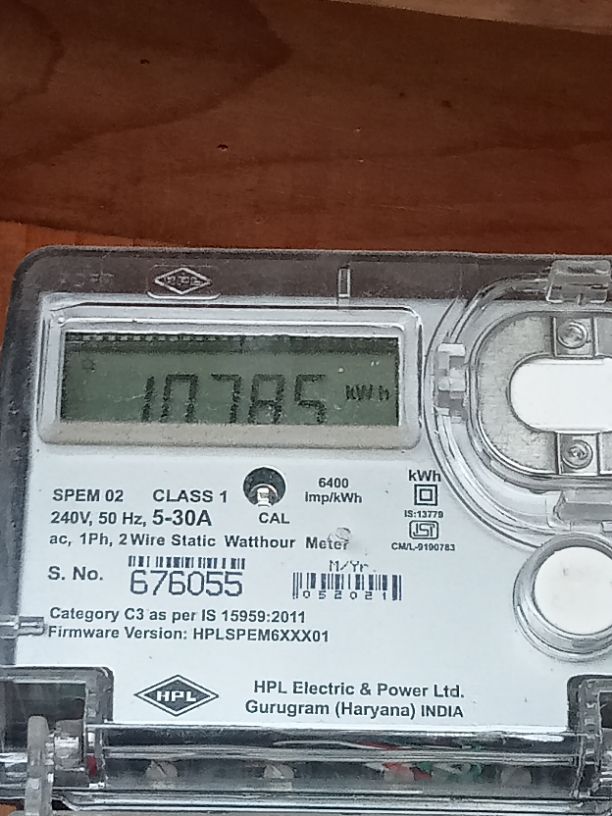 10785 kWh
SPEM 02 CLASS 1
6400
imp/kWh
kWh
240V, 50 Hz, 5-30A
CAL
IS:13779
ac, 1Ph, 2 Wire Static Watthour Meter
CM/L-9190783
M/Yr.
S. No. 676055
052021
Category C3 as per IS 15959:2011
Firmware Version: HPLSPEM6XXX01
HPL
HPL Electric & Power Ltd.
Gurugram (Haryana) INDIA